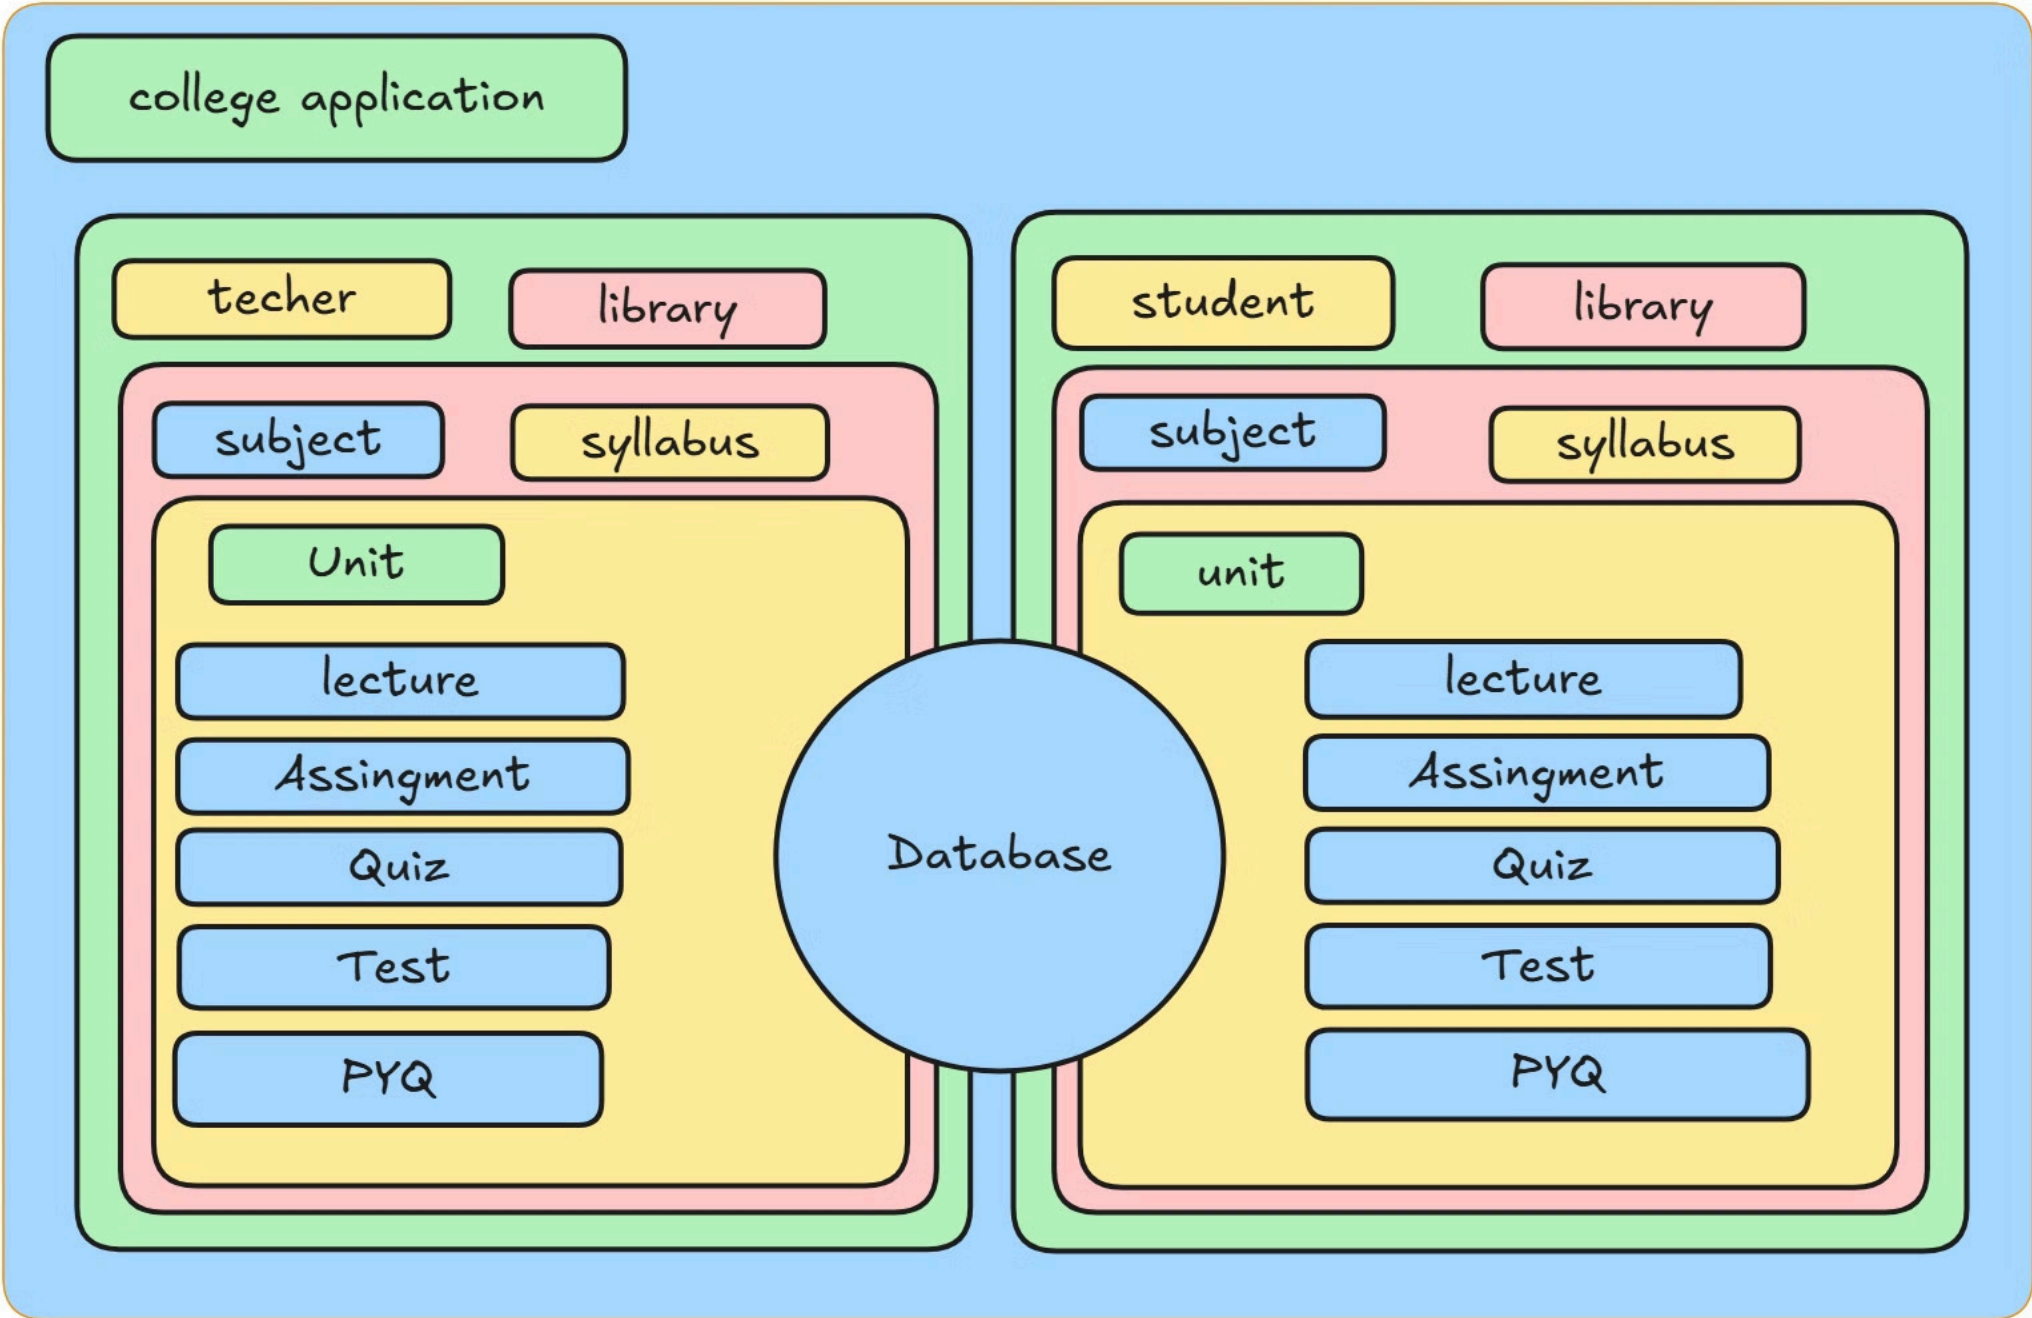 college application
techer
library
subject
syllabus
Unit
lecture
Assingment
Quiz
Test
PYQ
Database
student
library
subject
syllabus
unit
lecture
Assingment
Quiz
Test
PYQ